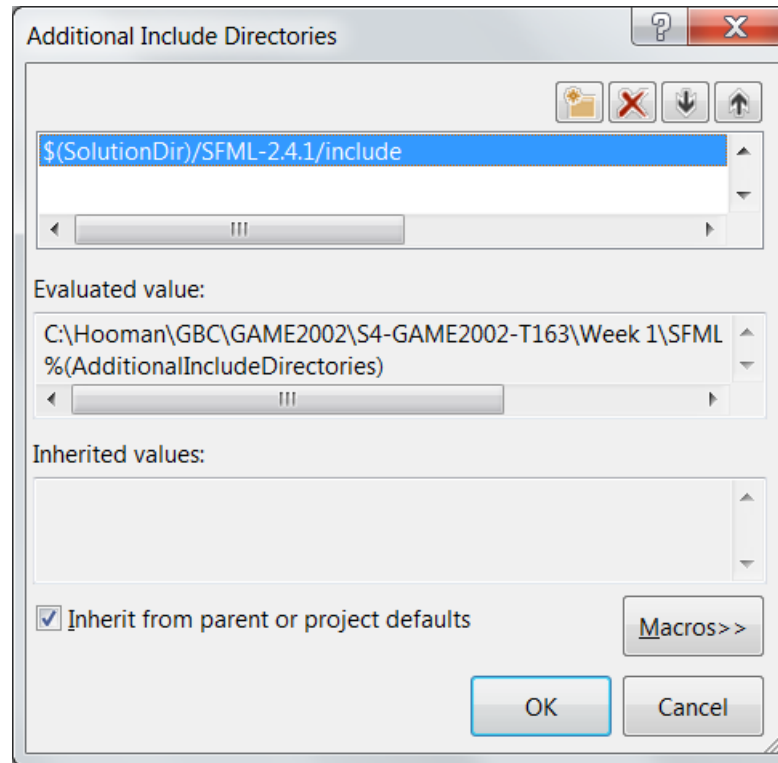 Additional Include Directories
$(SolutionDir)/SFML-2.4.1/include
Evaluated value:
C:\Hooman\GBC\GAME2002\S4-GAME2002-T163\Week 1\SFML
%(AdditionalIncludeDirectories)
Inherited values:
Inherit from parent or project defaults
Macros>>
OK
Cancel